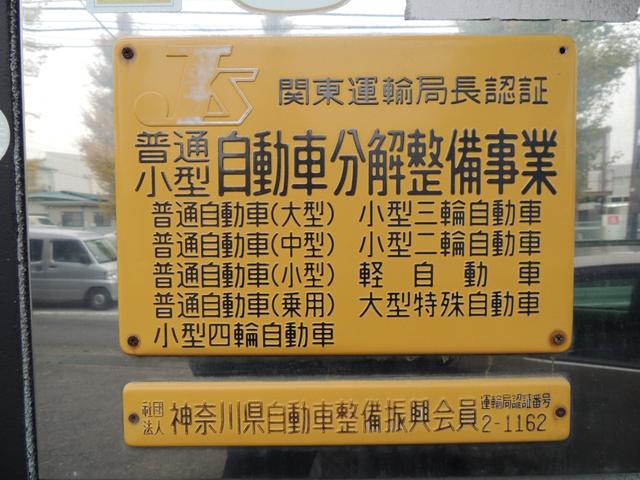 JS
関東運輸局長認証
普通
小型
自動車分解整備事業
普通自動車(大型) 小型三輪自動車
普通自動車(中型) 小型二輪自動車
普通自動車(小型) 軽自動車
普通自動車(乗用) 大型特殊自動車
小型四輪自動車
社団
法人
神奈川県自動車整備振興会員
運輸局認証番号
2-1162